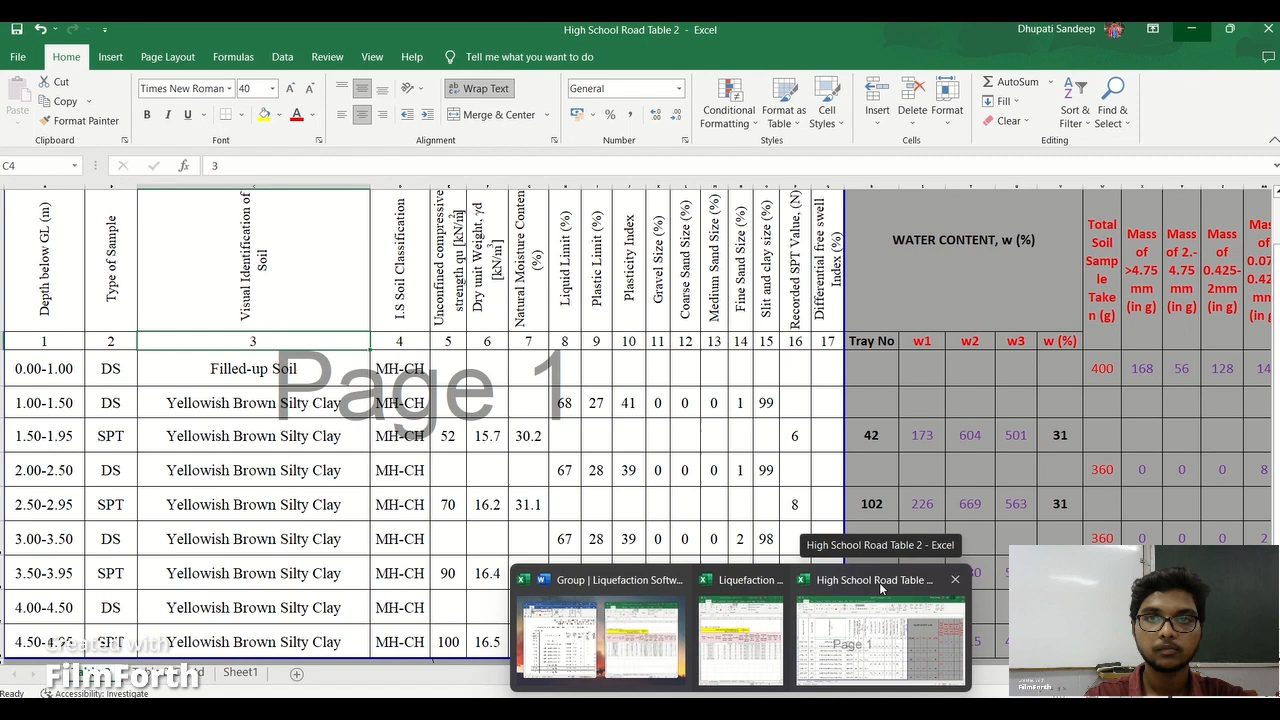 High School Road Table 2 - Excel
Dhupati Sandeep
File Home Insert Page Layout Formulas Data Review View Help Tell me what you want to do
Paste
Cut
Copy
Format Painter
Clipboard
Times New Roman 40
B I U
Font
Wrap Text
Merge & Center
Alignment
General
Number
Conditional Formatting
Format as Table
Cell Styles
Styles
Insert
Delete
Format
Cells
AutoSum
Fill
Clear
Sort & Filter
Find & Select
Editing
C4 fx 3
Depth below GL (m)
Type of Sample
Visual Identification of Soil
I.S Soil Classification
Unconfined compressive strength qu [kN/m²]
Dry unit Weight, γd [kN/m³]
Natural Moisture Conten (%)
Liquid Limit (%)
Plastic Limit (%)
Plasticity Index
Gravel Size (%)
Coarse Sand Size (%)
Medium Sand Size (%)
Fine Sand Size (%)
Slit and clay size (%)
Recorded SPT Value, (N)
Differential free swell Index (%)
WATER CONTENT, w (%)
Total Soil Samp le Take n (g)
Mass of >4.75 mm (in g)
Mass of 2.- 4.75 mm (in g)
Mass of 0.425- 2mm (in g)
1 2 3 4 5 6 7 8 9 10 11 12 13 14 15 16 17 Tray No w1 w2 w3 w (%)
0.00-1.00 DS Filled-up Soil MH-CH 400 168 56 128 14
1.00-1.50 DS Yellowish Brown Silty Clay MH-CH 68 27 41 0 0 0 1 99
1.50-1.95 SPT Yellowish Brown Silty Clay MH-CH 52 15.7 30.2 6 42 173 604 501 31
2.00-2.50 DS Yellowish Brown Silty Clay MH-CH 67 28 39 0 0 0 1 99 360 0 0 0 8
2.50-2.95 SPT Yellowish Brown Silty Clay MH-CH 70 16.2 31.1 8 102 226 669 563 31
3.00-3.50 DS Yellowish Brown Silty Clay MH-CH 67 28 39 0 0 0 2 98 360 0 0 0 2
3.50-3.95 SPT Yellowish Brown Silty Clay MH-CH 90 16.4
4.00-4.50 DS Yellowish Brown Silty Clay MH-CH
SPT Yellowish Brown Silty Clay MH-CH 100 16.5
Page 1
High School Road Table 2 - Excel
Group | Liquefaction Softw...
Liquefaction ...
High School Road Table ...
Page 1
Created with
FilmForth
Sheet1
Ready
Accessibility: Investigate
FilmForth